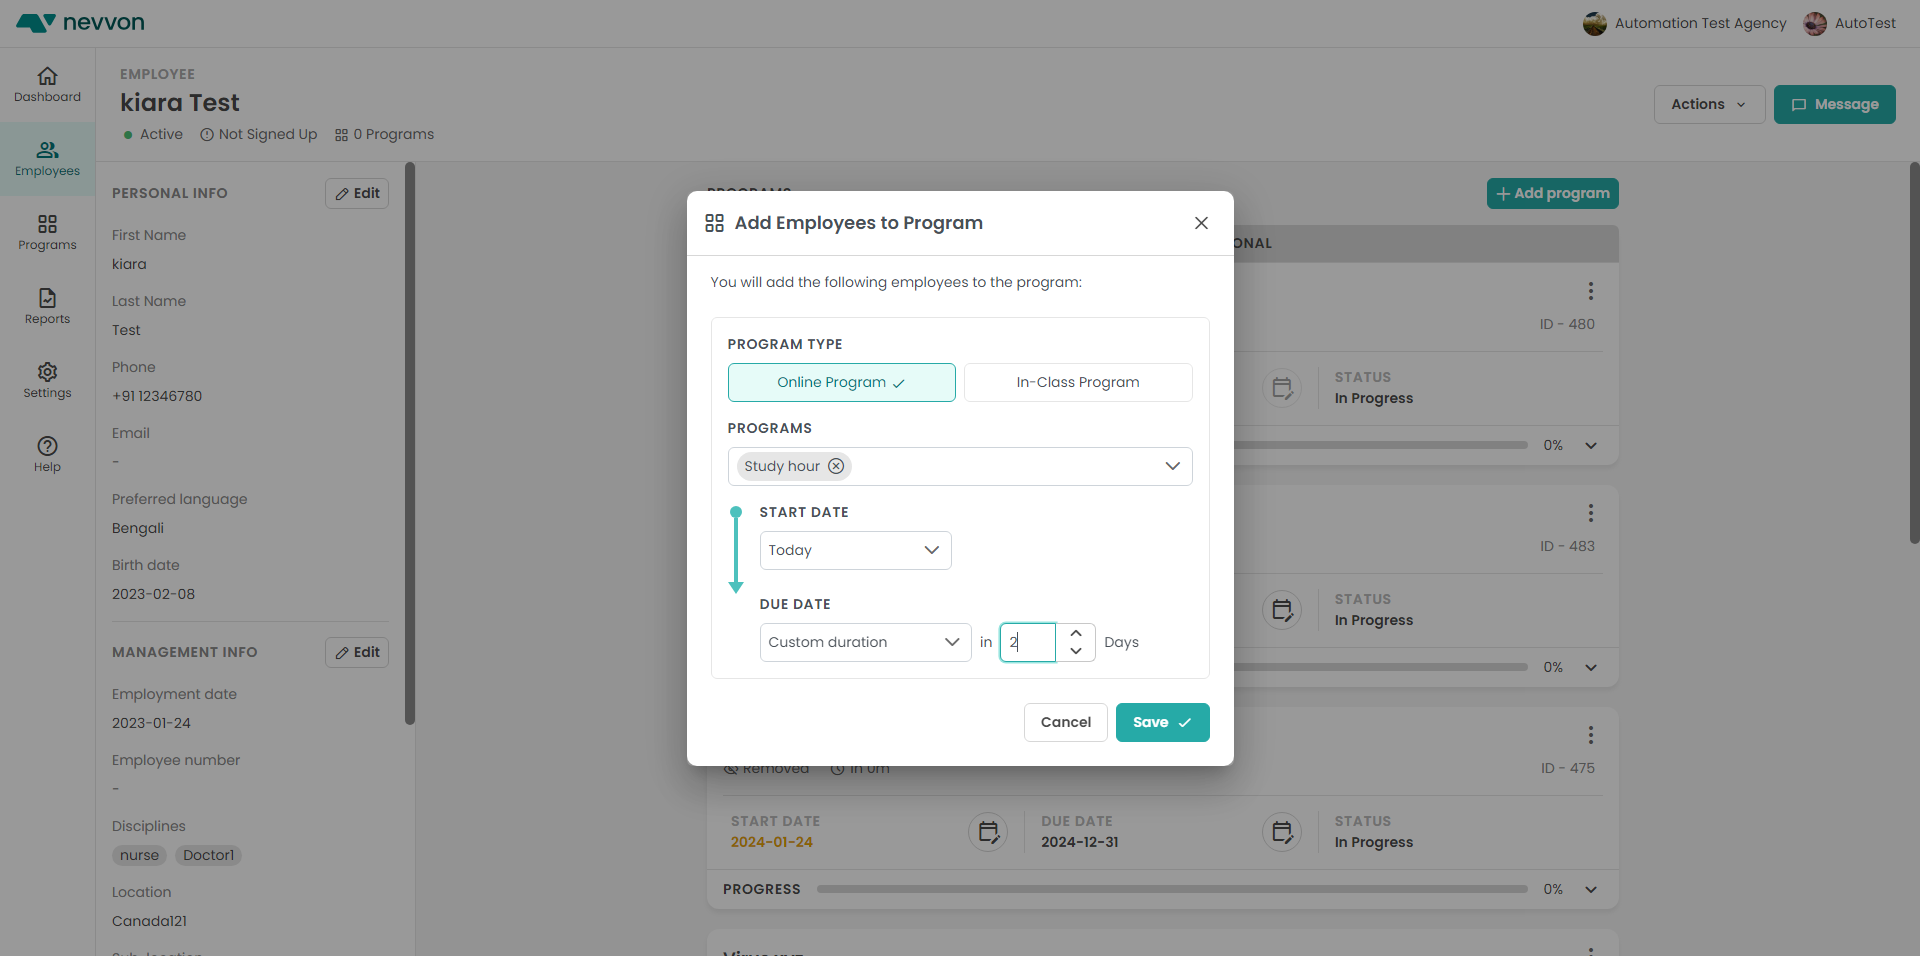 nevvon
Automation Test Agency
AutoTest
Dashboard
Employees
Programs
Reports
Settings
Help
EMPLOYEE
kiara Test
Active
Not Signed Up
0 Programs
Actions
Message
PERSONAL INFO
Edit
First Name
kiara
Last Name
Test
Phone
+91 12346780
Email
-
Preferred language
Bengali
Birth date
2023-02-08
MANAGEMENT INFO
Edit
Employment date
2023-01-24
Employee number
-
Disciplines
nurse
Doctor1
Location
Canada121
PROGRAMS
Add program
ONAL
ID - 480
STATUS
In Progress
0%
ID - 483
STATUS
In Progress
0%
Add Employees to Program
You will add the following employees to the program:
PROGRAM TYPE
Online Program
In-Class Program
PROGRAMS
Study hour
START DATE
Today
DUE DATE
Custom duration
in
2
Days
Cancel
Save
Removed
In 0m
ID - 475
START DATE
2024-01-24
DUE DATE
2024-12-31
STATUS
In Progress
PROGRESS
0%